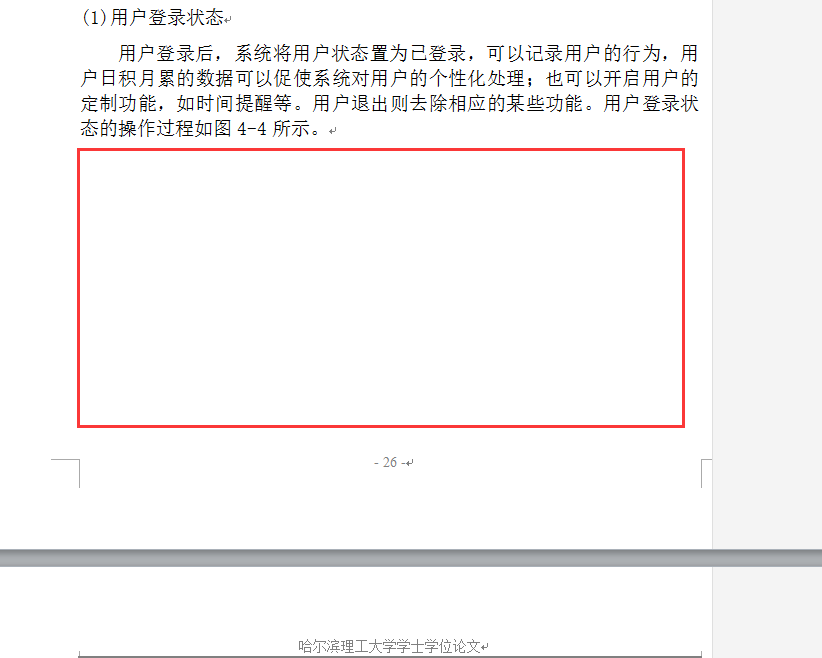 (1)用户登录状态
用户登录后，系统将用户状态置为已登录，可以记录用户的行为，用
户日积月累的数据可以促使系统对用户的个性化处理；也可以开启用户的
定制功能，如时间提醒等。用户退出则去除相应的某些功能。用户登录状
态的操作过程如图 4-4 所示。
- 26 -
哈尔滨理工大学学士学位论文